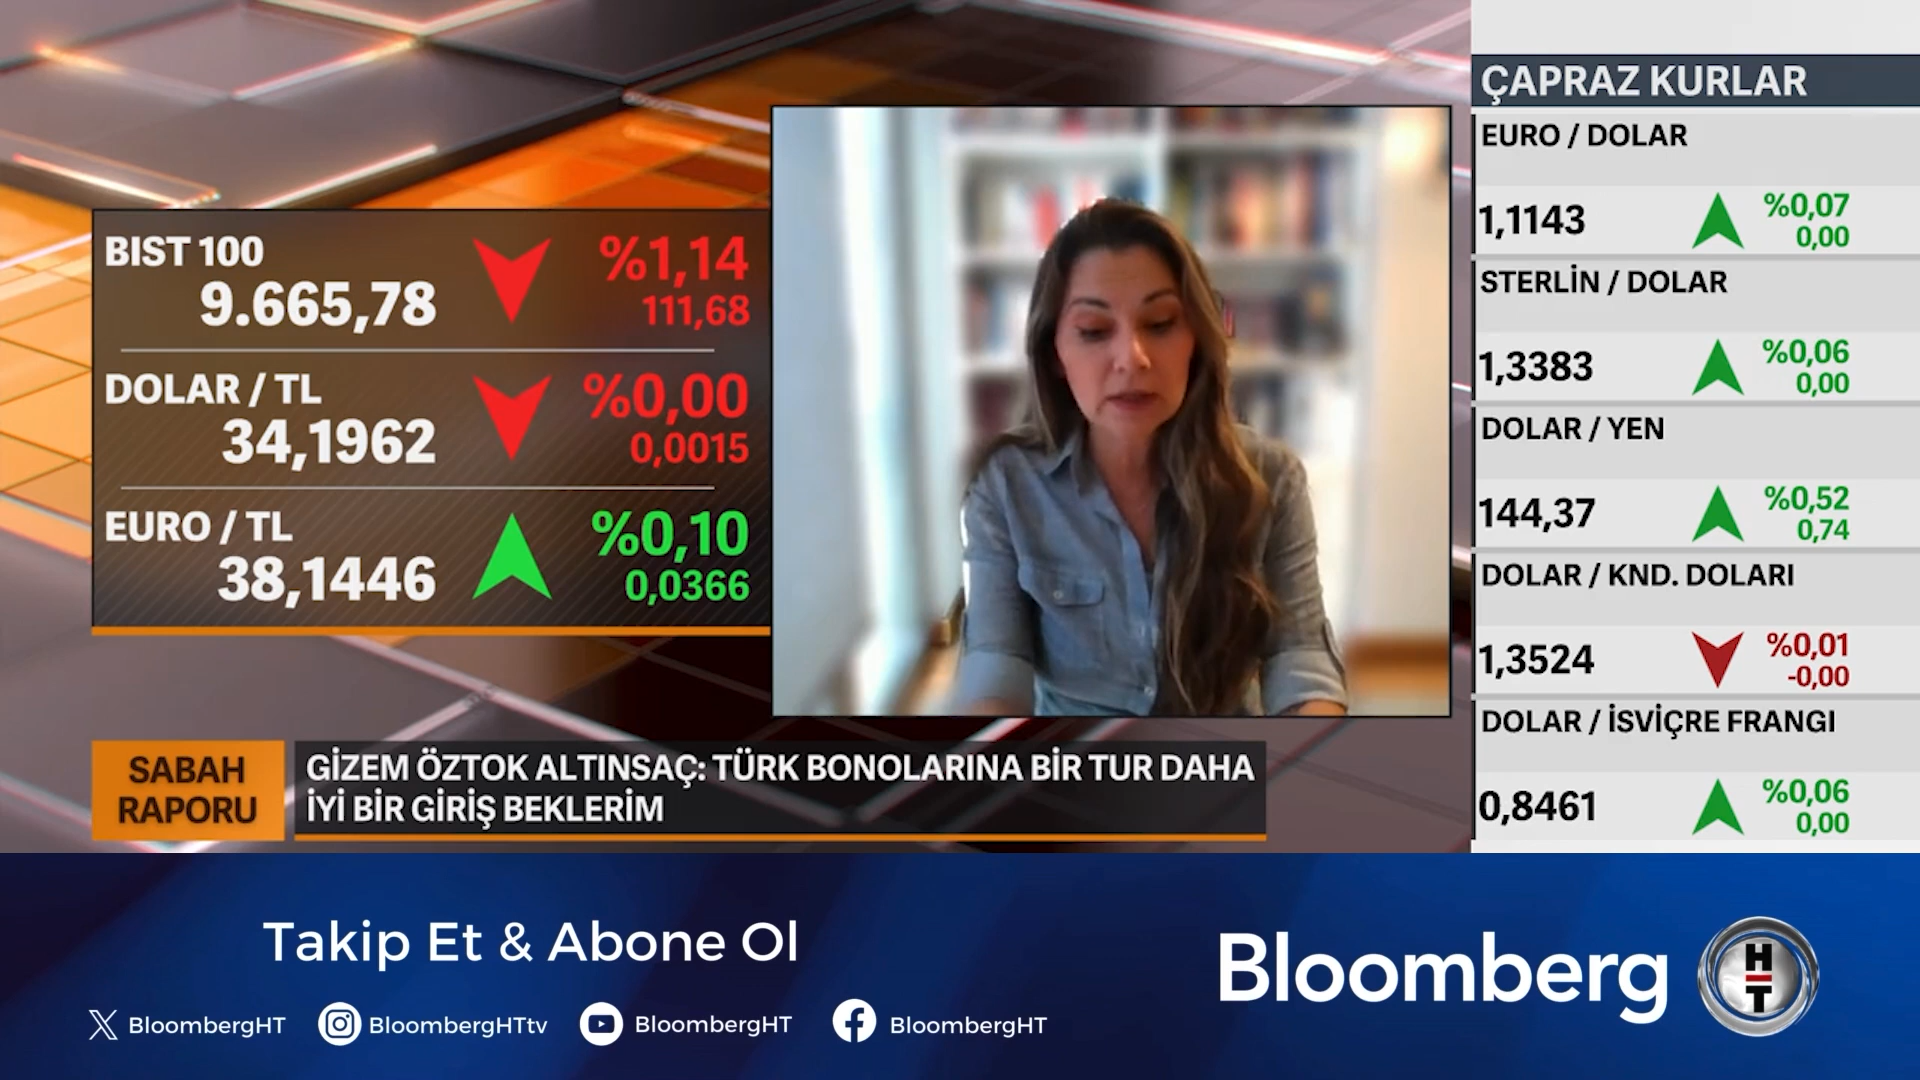 BIST 100
9.665,78
%1,14
111,68
DOLAR / TL
34,1962
%0,00
0,0015
EURO / TL
38,1446
%0,10
0,0366
SABAH
RAPORU
GİZEM ÖZTOK ALTINSAÇ: TÜRK BONOLARINA BİR TUR DAHA
İYİ BİR GİRİŞ BEKLERİM
ÇAPRAZ KURLAR
EURO / DOLAR
1,1143
%0,07
0,00
STERLİN / DOLAR
1,3383
%0,06
0,00
DOLAR / YEN
144,37
%0,52
0,74
DOLAR / KND. DOLARI
1,3524
%0,01
-0,00
DOLAR / İSVİÇRE FRANGI
0,8461
%0,06
0,00
Takip Et & Abone Ol
BloombergHT
BloombergHTtv
BloombergHT
BloombergHT
Bloomberg
H
T